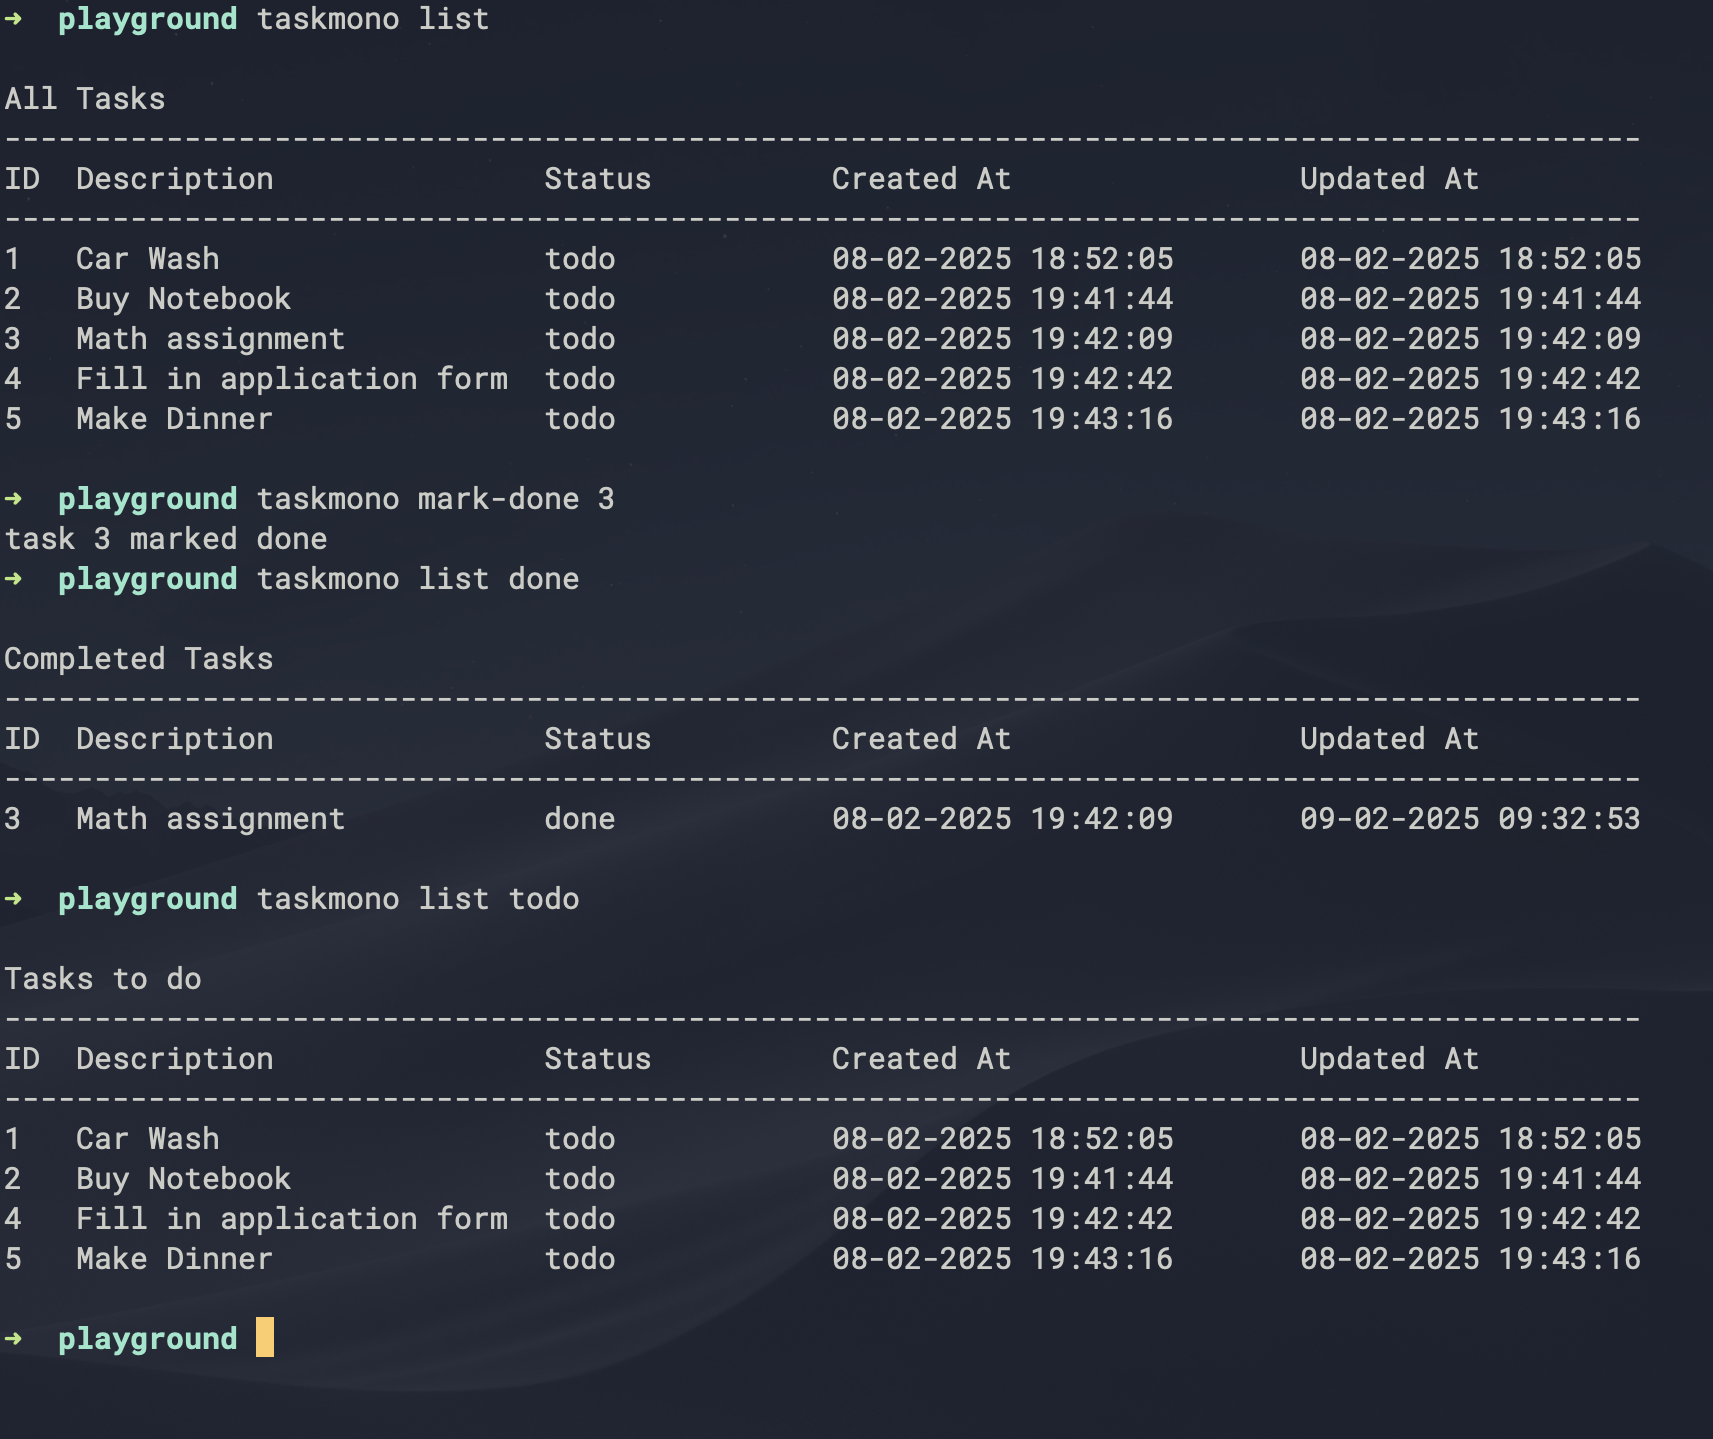 ➜  playground taskmono list
All Tasks
-------------------------------------------------------------------------------------------
ID  Description               Status          Created At                Updated At
-------------------------------------------------------------------------------------------
1   Car Wash                  todo            08-02-2025 18:52:05       08-02-2025 18:52:05
2   Buy Notebook              todo            08-02-2025 19:41:44       08-02-2025 19:41:44
3   Math assignment           todo            08-02-2025 19:42:09       08-02-2025 19:42:09
4   Fill in application form  todo            08-02-2025 19:42:42       08-02-2025 19:42:42
5   Make Dinner               todo            08-02-2025 19:43:16       08-02-2025 19:43:16
➜  playground taskmono mark-done 3
task 3 marked done
➜  playground taskmono list done
Completed Tasks
-------------------------------------------------------------------------------------------
ID  Description               Status          Created At                Updated At
-------------------------------------------------------------------------------------------
3   Math assignment           done            08-02-2025 19:42:09       09-02-2025 09:32:53
➜  playground taskmono list todo
Tasks to do
-------------------------------------------------------------------------------------------
ID  Description               Status          Created At                Updated At
-------------------------------------------------------------------------------------------
1   Car Wash                  todo            08-02-2025 18:52:05       08-02-2025 18:52:05
2   Buy Notebook              todo            08-02-2025 19:41:44       08-02-2025 19:41:44
4   Fill in application form  todo            08-02-2025 19:42:42       08-02-2025 19:42:42
5   Make Dinner               todo            08-02-2025 19:43:16       08-02-2025 19:43:16
➜  playground